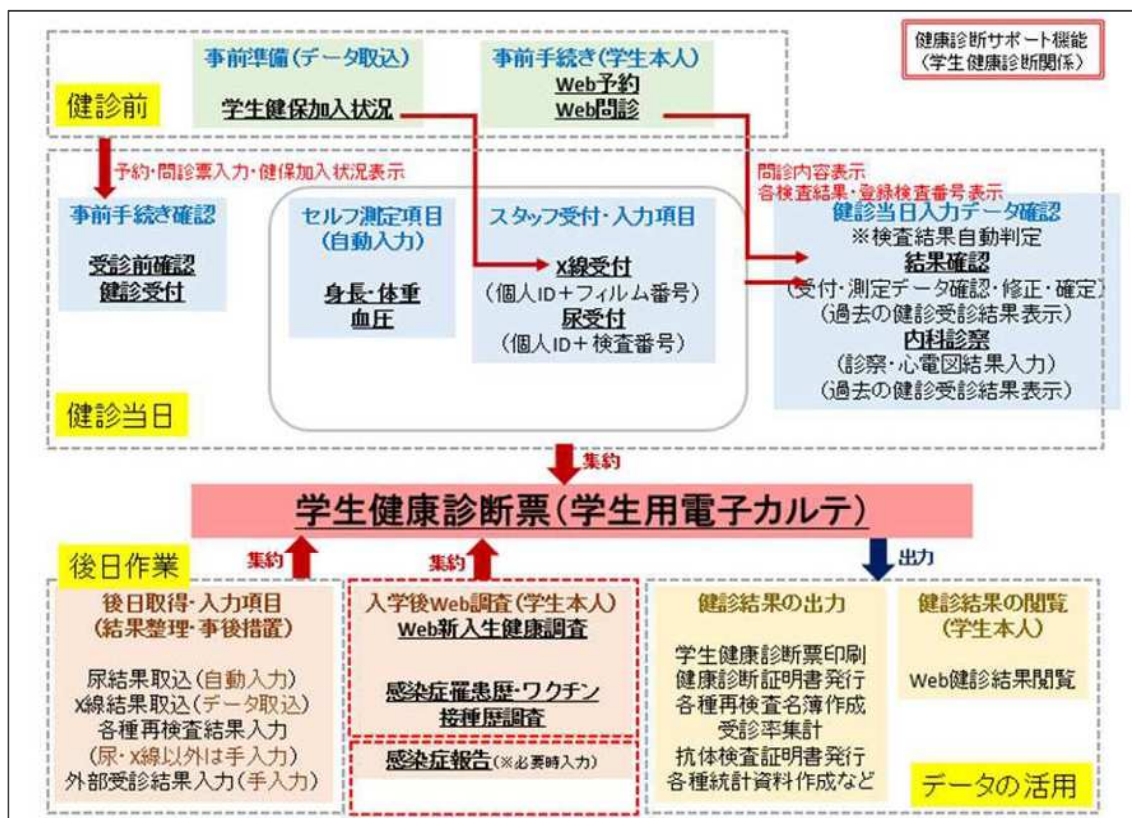 健康診断サポート機能
(学生健康診断関係)
健診前
事前準備(データ取込)
学生健保加入状況
事前手続き(学生本人)
Web予約
Web問診
予約・問診票入力・健保加入状況表示
問診内容表示
各検査結果・登録検査番号表示
事前手続き確認
受診前確認
健診受付
セルフ測定項目
(自動入力)
身長・体重
血圧
スタッフ受付・入力項目
X線受付
(個人ID+フィルム番号)
尿受付
(個人ID+検査番号)
健診当日入力データ確認
※検査結果自動判定
結果確認
(受付・測定データ確認・修正・確定)
(過去の健診受診結果表示)
内科診察
(診察・心電図結果入力)
(過去の健診受診結果表示)
健診当日
集約
学生健康診断票(学生用電子カルテ)
後日作業
集約
集約
出力
後日取得・入力項目
(結果整理・事後措置)
尿結果取込(自動入力)
X線結果取込(データ取込)
各種再検査結果入力
(尿・X線以外は手入力)
外部受診結果入力(手入力)
入学後Web調査(学生本人)
Web新入生健康調査
感染症罹患歴・ワクチン
接種歴調査
感染症報告(※必要時入力)
健診結果の出力
学生健康診断票印刷
健康診断証明書発行
各種再検査名簿作成
受診率集計
抗体検査証明書発行
各種統計資料作成など
健診結果の閲覧
(学生本人)
Web健診結果閲覧
データの活用